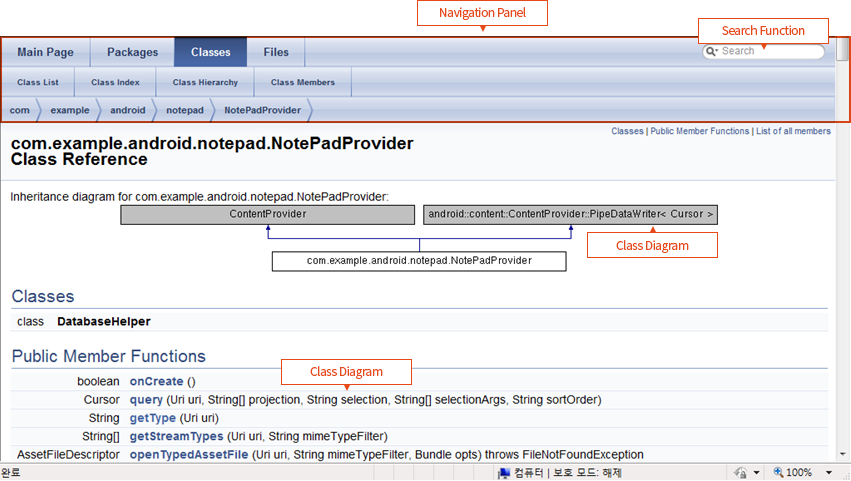 Navigation Panel
Search Function
Main Page Packages Classes Files Search
Class List Class Index Class Hierarchy Class Members
com example android notepad NotePadProvider
Classes | Public Member Functions | List of all members
com.example.android.notepad.NotePadProvider
Class Reference
Inheritance diagram for com.example.android.notepad.NotePadProvider:
ContentProvider android::content::ContentProvider::PipeDataWriter< Cursor >
Class Diagram
com.example.android.notepad.NotePadProvider
Classes
class DatabaseHelper
Public Member Functions
Class Diagram
boolean onCreate ()
Cursor query (Uri uri, String[] projection, String selection, String[] selectionArgs, String sortOrder)
String getType (Uri uri)
String[] getStreamTypes (Uri uri, String mimeTypeFilter)
AssetFileDescriptor openTypedAssetFile (Uri uri, String mimeTypeFilter, Bundle opts) throws FileNotFoundException
완료 컴퓨터 | 보호 모드: 해제 100%